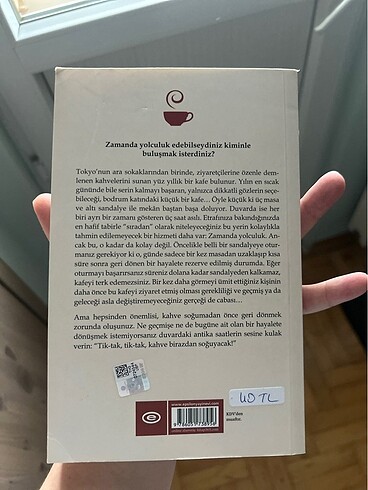 Zamanda yolculuk edebilseydiniz kiminle
buluşmak isterdiniz?
Tokyo'nun ara sokaklarından birinde, ziyaretçilerine özenle dem-
lenen kahvelerini sunan yüz yıllık bir kafe bulunur. Yılın en sıcak
gününde bile serin kalmayı başaran, yalnızca dikkatli gözlerin seçe-
bileceği, bodrum katındaki küçük bir kafe... Öyle küçük ki üç masa
ve altı sandalye ile mekân baştan başa doluyor. Duvarda ise her
biri ayrı bir zamanı gösteren üç saat asılı. Etrafınıza bakındığınızda
en hafif tabirle "sıradan" olarak niteleyeceğiniz bu yerin kolaylıkla
tahmin edilemeyecek bir hizmeti daha var: Zamanda yolculuk. An-
cak bu, o kadar da kolay değil. Öncelikle belli bir sandalyeye otur-
manız gerekiyor ki o, günde sadece bir kez masadan uzaklaşıp kısa
süre sonra geri dönen bir hayalete rezerve edilmiş durumda. Eğer
oturmayı başarırsanız süreniz dolana kadar sandalyeden kalkamaz,
kafeyi terk edemezsiniz. Bir kez daha görmeyi ümit ettiğiniz kişinin
daha önce bu kafeyi ziyaret etmiş olması gerekliliği ve geçmiş ya da
geleceği asla değiştiremeyeceğiniz gerçeği de cabası...
Ama hepsinden önemlisi, kahve soğumadan önce geri dönmek
zorunda oluşunuz. Ne geçmişe ne de bugüne ait olan bir hayalete
dönüşmek istemiyorsanız duvardaki antika saatlerin sesine kulak
verin: "Tik-tak, tik-tak, kahve birazdan soğuyacak!"
www.epsilonyayinevi.com
40 TL
KDV'den
muaftır.
9 786051 738956